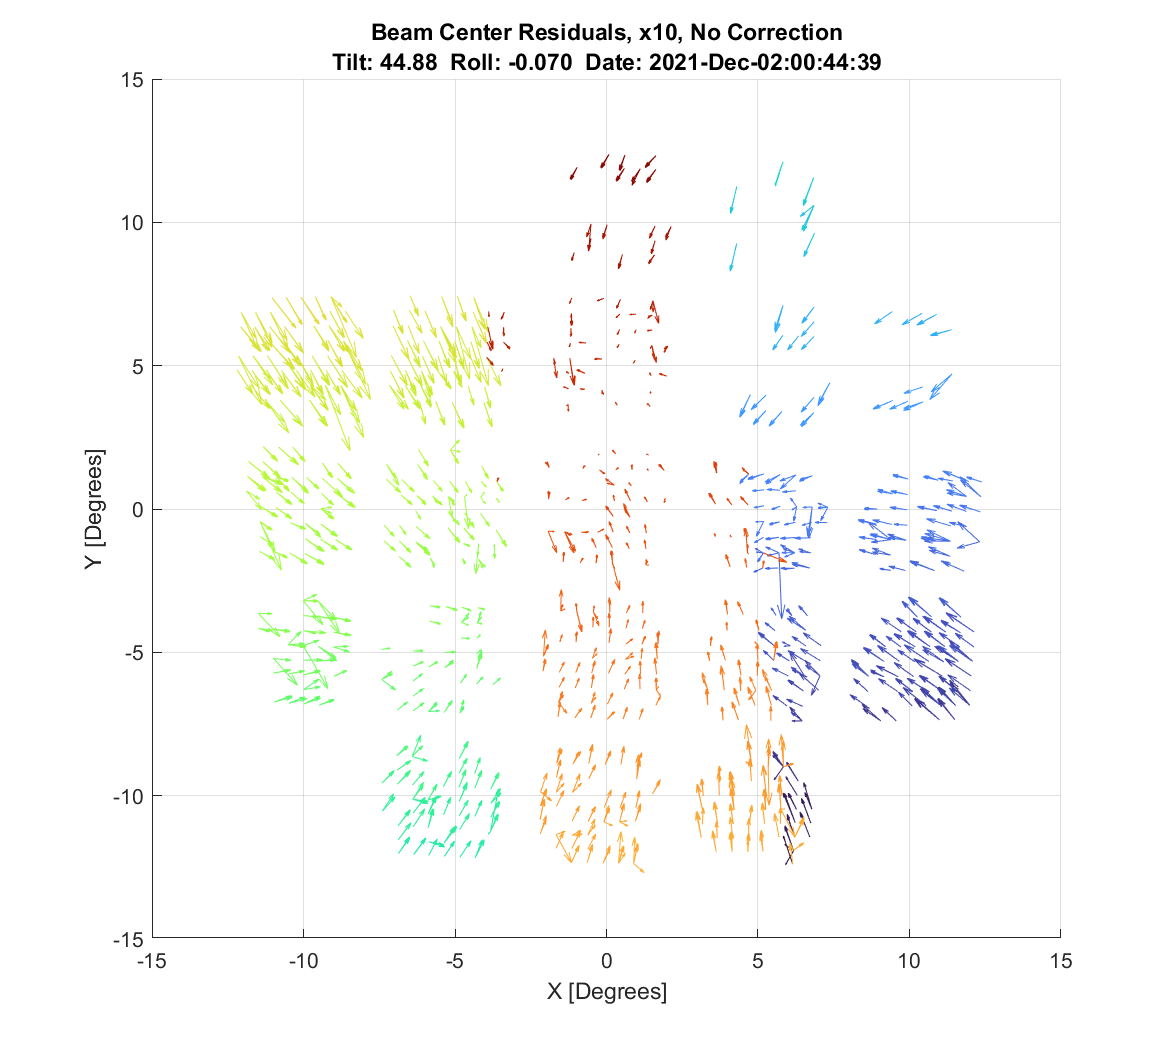 Beam Center Residuals, x10, No Correction
Tilt: 44.88 Roll: -0.070 Date: 2021-Dec-02:00:44:39
15
10
5
0
-5
-10
-15
Y [Degrees]
-15 -10 -5 0 5 10 15
X [Degrees]